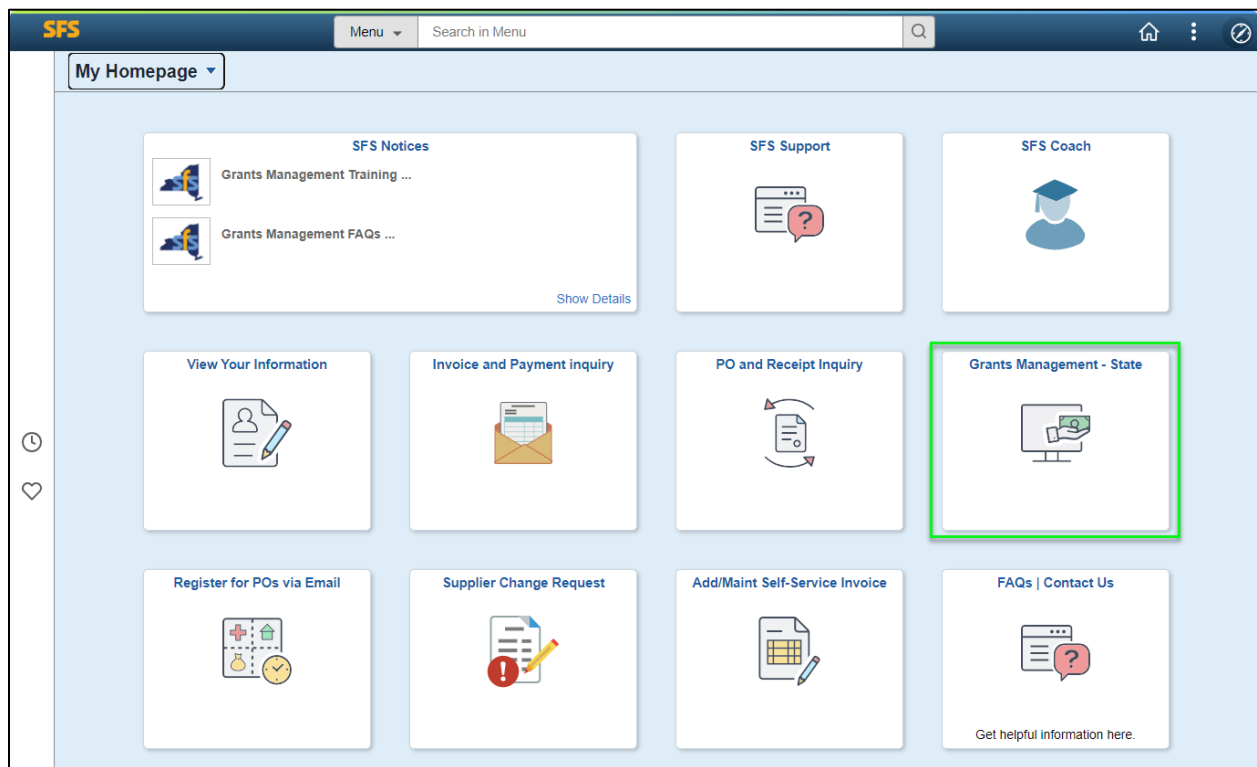 SFS
Menu
Search in Menu
My Homepage
SFS Notices
sfs
Grants Management Training ...
sfs
Grants Management FAQs ...
Show Details
SFS Support
?
SFS Coach
View Your Information
Invoice and Payment inquiry
PO and Receipt Inquiry
Grants Management - State
Register for POs via Email
Supplier Change Request
!
Add/Maint Self-Service Invoice
FAQs | Contact Us
?
Get helpful information here.